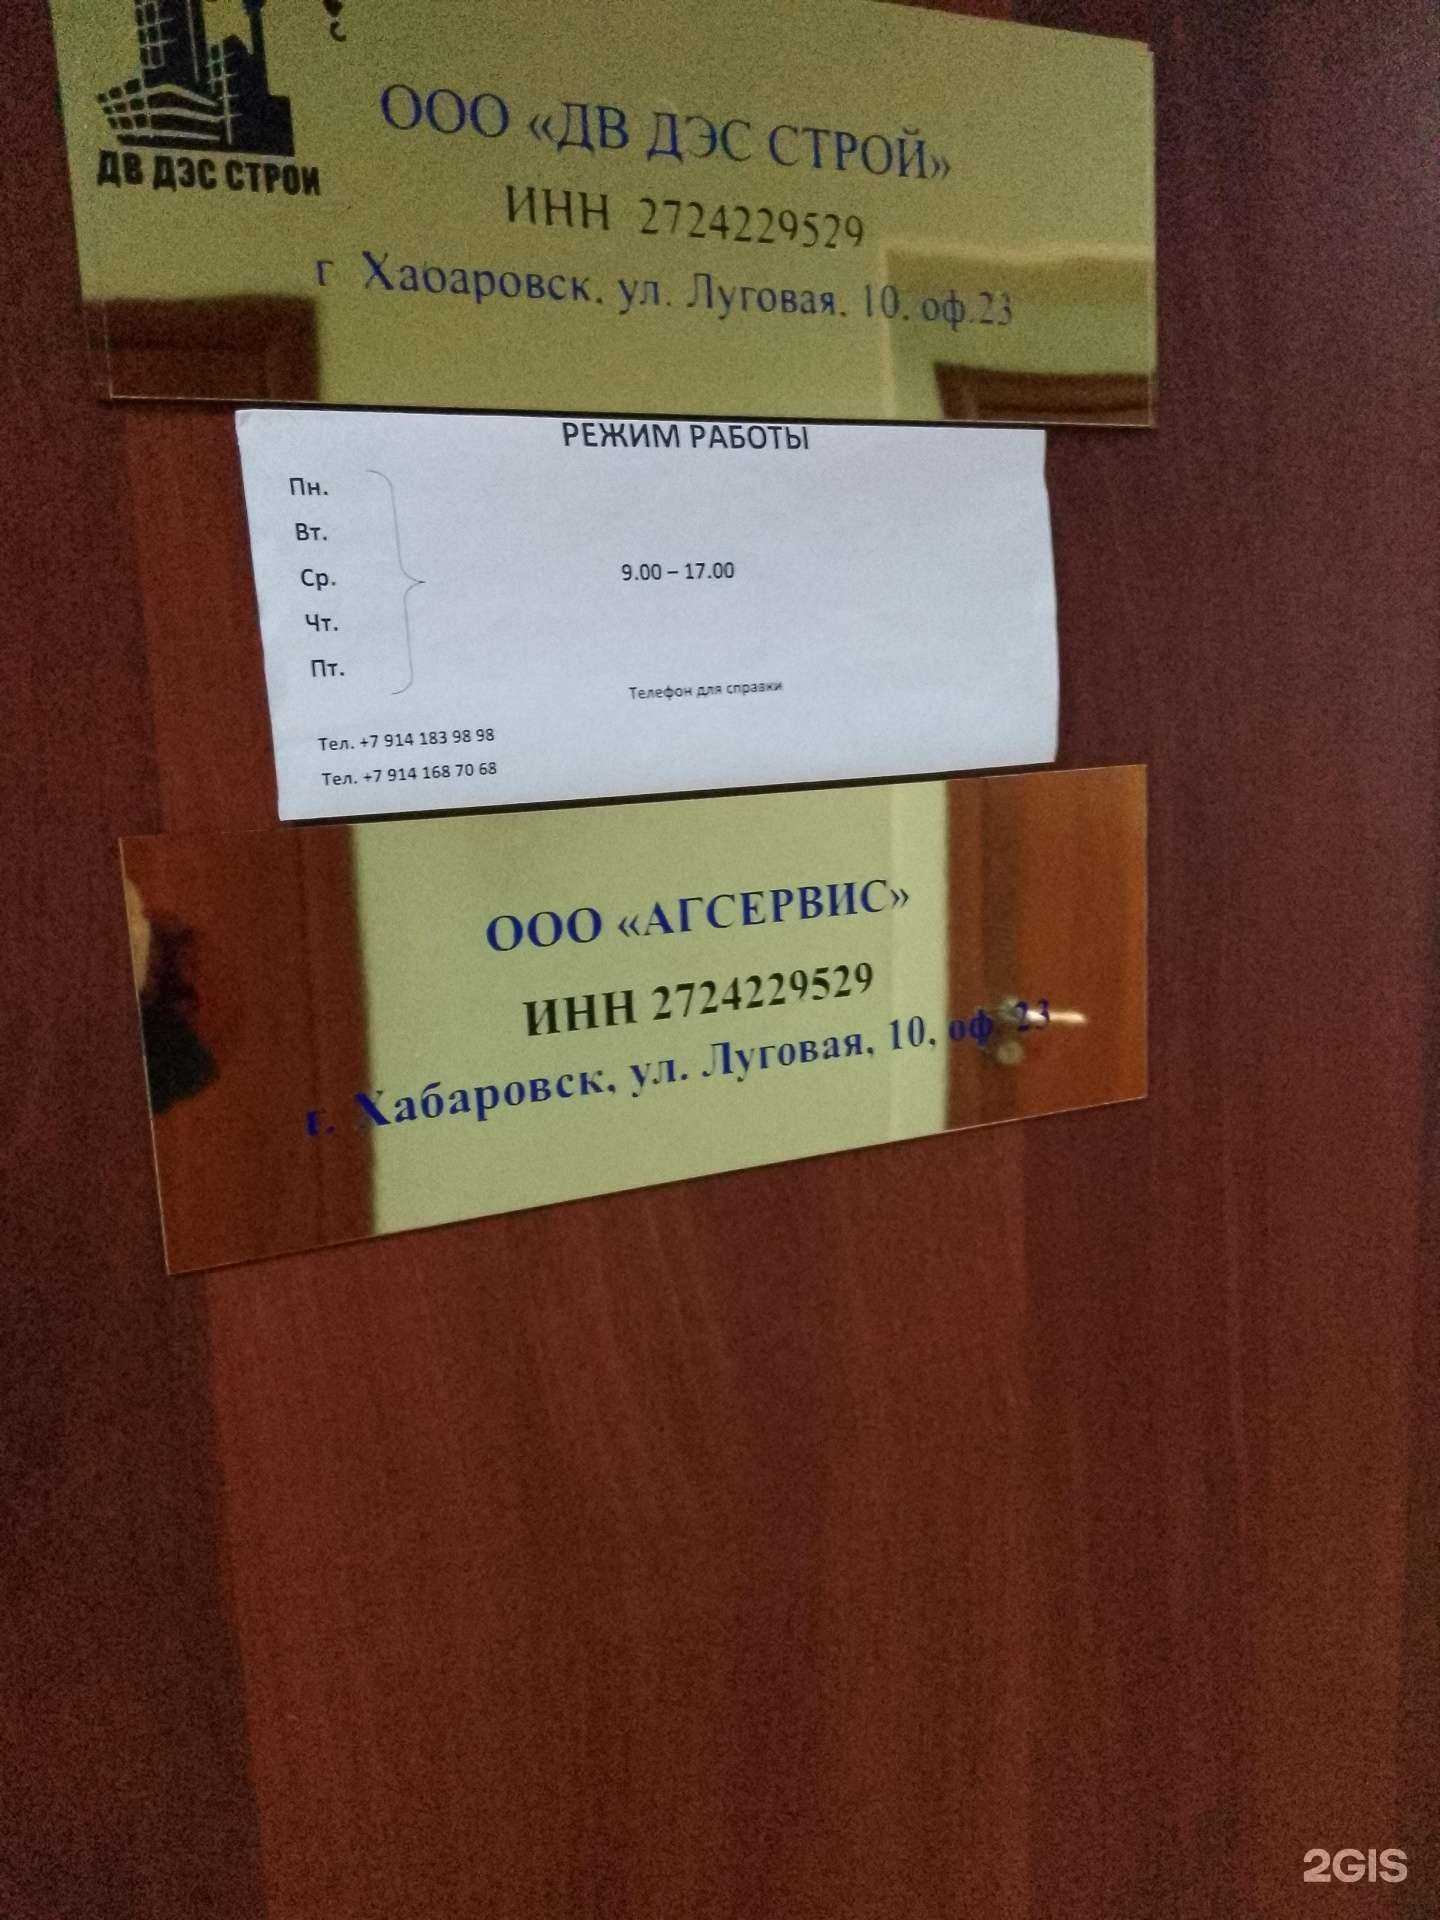 ДВ ДЭС СТРОЙ
ООО «ДВ ДЭС СТРОЙ»
ИНН 2724229529
г Хабаровск, ул. Луговая, 10, оф.23
РЕЖИМ РАБОТЫ
Пн.
Вт.
Ср.
Чт.
Пт.
9.00 – 17.00
Телефон для справки
Тел. +7 914 183 98 98
Тел. +7 914 168 70 68
ООО «АГСЕРВИС»
ИНН 2724229529
г. Хабаровск, ул. Луговая, 10, оф. 23
2GIS